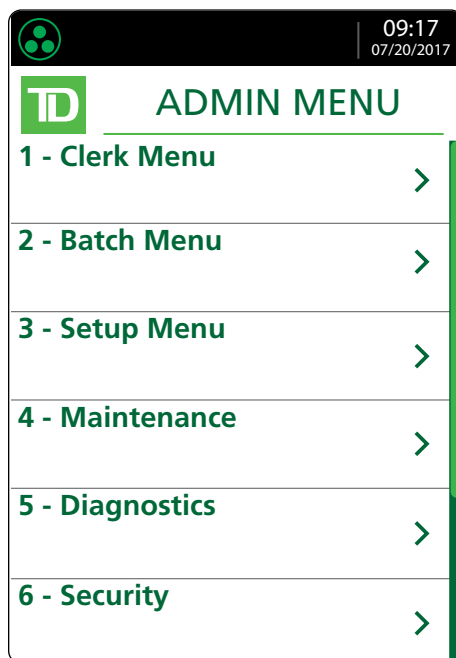 09:17
07/20/2017
TD
ADMIN MENU
1 - Clerk Menu
2 - Batch Menu
3 - Setup Menu
4 - Maintenance
5 - Diagnostics
6 - Security